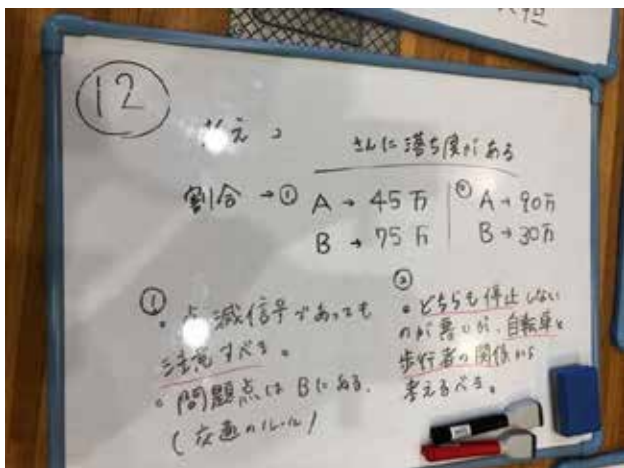 12
さんに落ち度がある
割合→① A→45万
B→75万
② A→90万
B→30万
①
。点滅信号であっても
注意すべき。
。問題点はBにある。
(交通のルール)
②
。どちらも停止しない
のが悪いが、自転車と
歩行者の関係から
考えるべき。